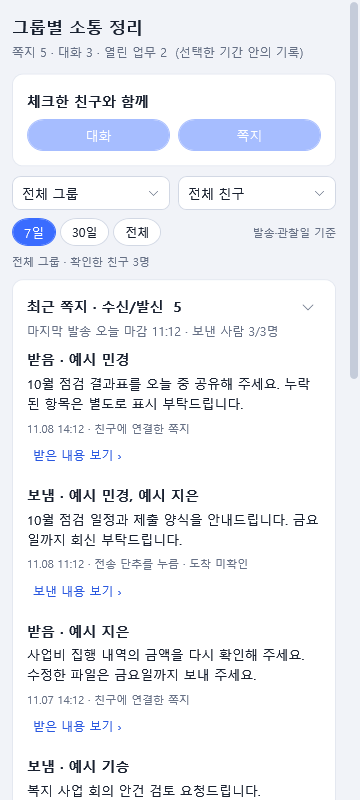 그룹별 소통 정리
쪽지 5 · 대화 3 · 열린 업무 2 (선택한 기간 안의 기록)
체크한 친구와 함께
대화
쪽지
전체 그룹
전체 친구
7일
30일
전체
발송·관찰일 기준
전체 그룹 · 확인한 친구 3명
최근 쪽지 · 수신/발신 5
마지막 발송 오늘 마감 11:12 · 보낸 사람 3/3명
받음 · 예시 민경
10월 점검 결과표를 오늘 중 공유해 주세요. 누락
된 항목은 별도로 표시 부탁드립니다.
11.08 14:12 · 친구에 연결한 쪽지
받은 내용 보기 ›
보냄 · 예시 민경, 예시 지은
10월 점검 일정과 제출 양식을 안내드립니다. 금요
일까지 회신 부탁드립니다.
11.08 11:12 · 전송 단추를 누름 · 도착 미확인
보낸 내용 보기 ›
받음 · 예시 지은
사업비 집행 내역의 금액을 다시 확인해 주세요.
수정한 파일은 금요일까지 보내 주세요.
11.07 14:12 · 친구에 연결한 쪽지
받은 내용 보기 ›
보냄 · 예시 기승
복지 사업 회의 안건 검토 요청드립니다.